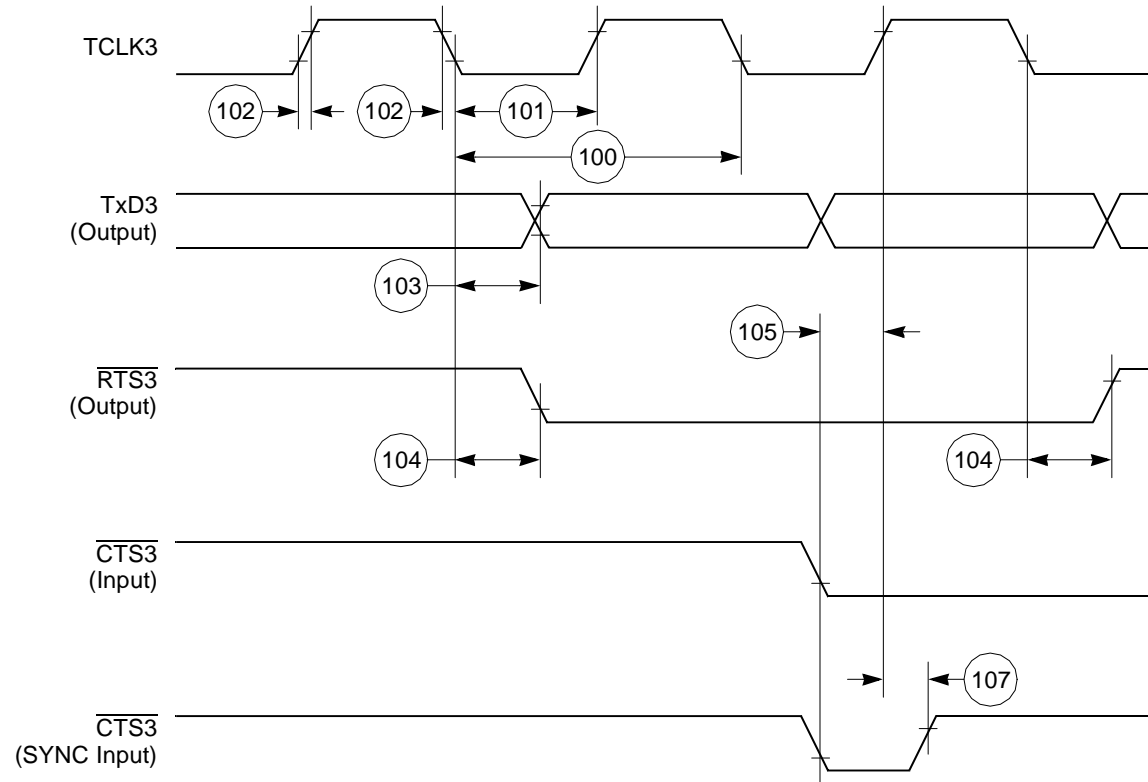 TCLK3
102
102
101
100
TxD3
(Output)
103
105
RTS3
(Output)
104
104
CTS3
(Input)
107
CTS3
(SYNC Input)